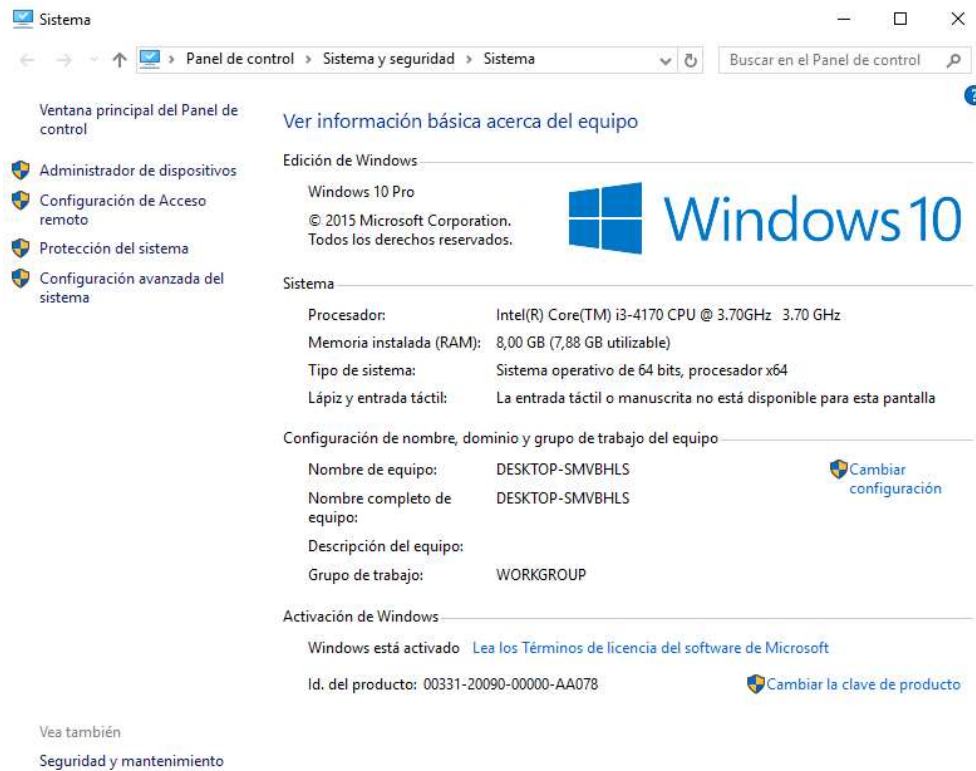 Sistema
Panel de control > Sistema y seguridad > Sistema
Buscar en el Panel de control
Ventana principal del Panel de
control
Administrador de dispositivos
Configuración de Acceso
remoto
Protección del sistema
Configuración avanzada del
sistema
Ver información básica acerca del equipo
Edición de Windows
Windows 10 Pro
© 2015 Microsoft Corporation.
Todos los derechos reservados.
Windows 10
Sistema
Procesador: Intel(R) Core(TM) i3-4170 CPU @ 3.70GHz 3.70 GHz
Memoria instalada (RAM): 8,00 GB (7,88 GB utilizable)
Tipo de sistema: Sistema operativo de 64 bits, procesador x64
Lápiz y entrada táctil: La entrada táctil o manuscrita no está disponible para esta pantalla
Configuración de nombre, dominio y grupo de trabajo del equipo
Nombre de equipo: DESKTOP-SMVBHLS
Cambiar
configuración
Nombre completo de
equipo:
DESKTOP-SMVBHLS
Descripción del equipo:
Grupo de trabajo: WORKGROUP
Activación de Windows
Windows está activado Lea los Términos de licencia del software de Microsoft
Id. del producto: 00331-20090-00000-AA078
Cambiar la clave de producto
Vea también
Seguridad y mantenimiento